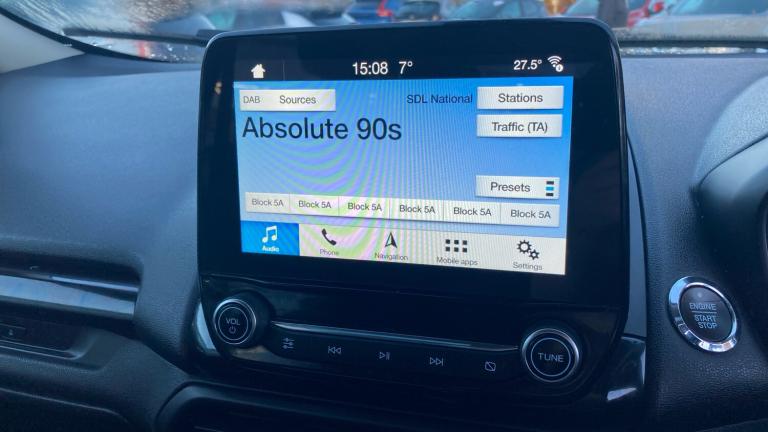 15:08 7° 27.5°
DAB Sources SDL National Stations
Absolute 90s Traffic (TA)
Presets
Block 5A Block 5A Block 5A Block 5A Block 5A Block 5A
Audio Phone Navigation Mobile apps Settings
VOL
TUNE
ENGINE
START
STOP